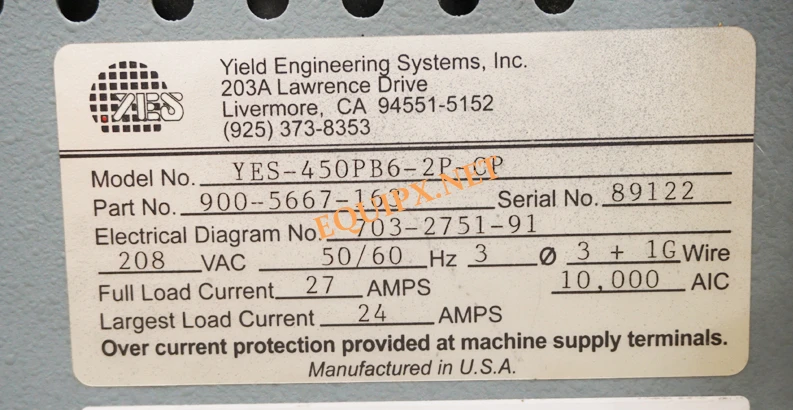 YES
Yield Engineering Systems, Inc.
203A Lawrence Drive
Livermore, CA 94551-5152
(925) 373-8353
Model No. YES-450PB6-2P-CP
Part No. Serial No. 89122
Electrical Diagram No. 703-2751-91
208 VAC 50/60 Hz 3 Ø 3 + 1G Wire
Full Load Current 27 AMPS 10,000 AIC
Largest Load Current 24 AMPS
Over current protection provided at machine supply terminals.
Manufactured in U.S.A.
EQUIPX.NET